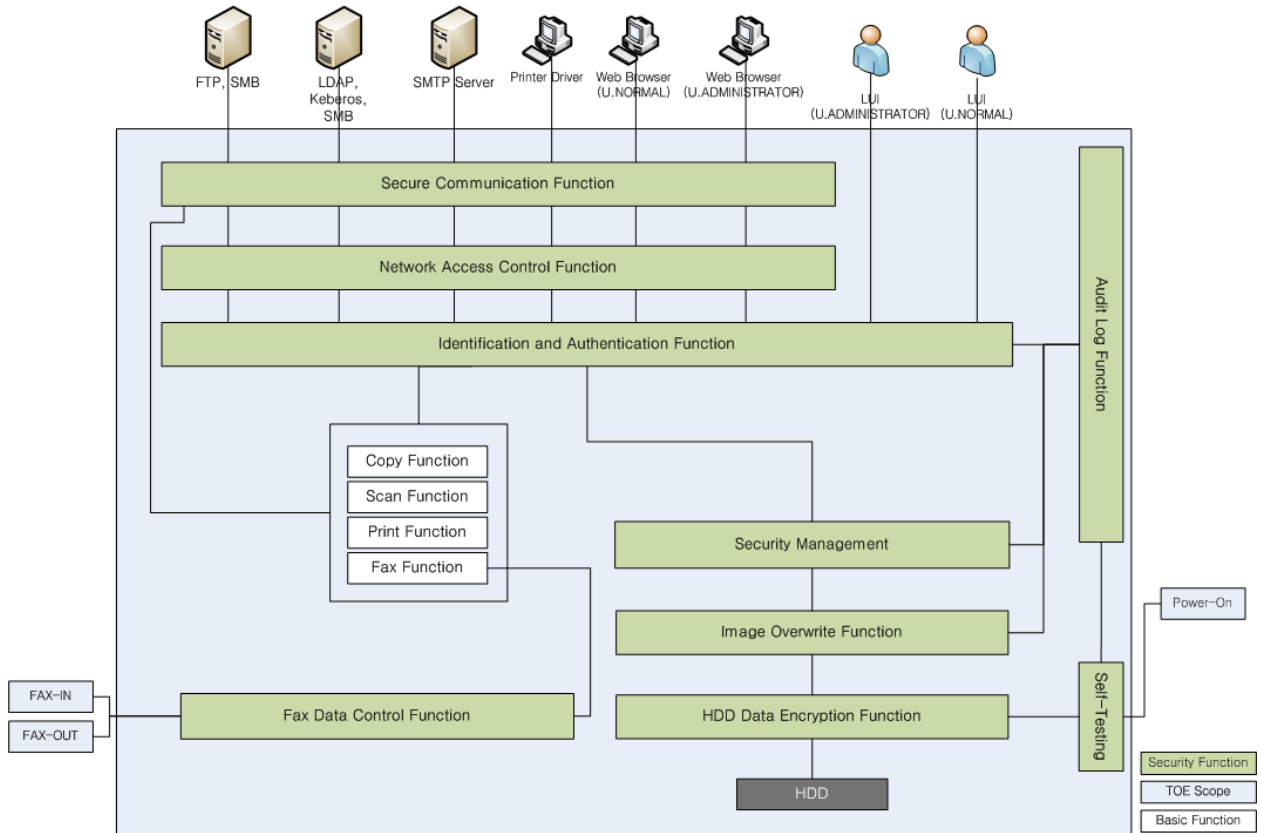 FTP, SMB
LDAP,
Keberos,
SMB
SMTP Server
Printer Driver
Web Browser
(U.NORMAL)
Web Browser
(U.ADMINISTRATOR)
LUI
(U.ADMINISTRATOR)
LUI
(U.NORMAL)
Secure Communication Function
Network Access Control Function
Identification and Authentication Function
Audit Log Function
Copy Function
Scan Function
Print Function
Fax Function
Security Management
Image Overwrite Function
Power-On
Self-Testing
FAX-IN
FAX-OUT
Fax Data Control Function
HDD Data Encryption Function
HDD
Security Function
TOE Scope
Basic Function